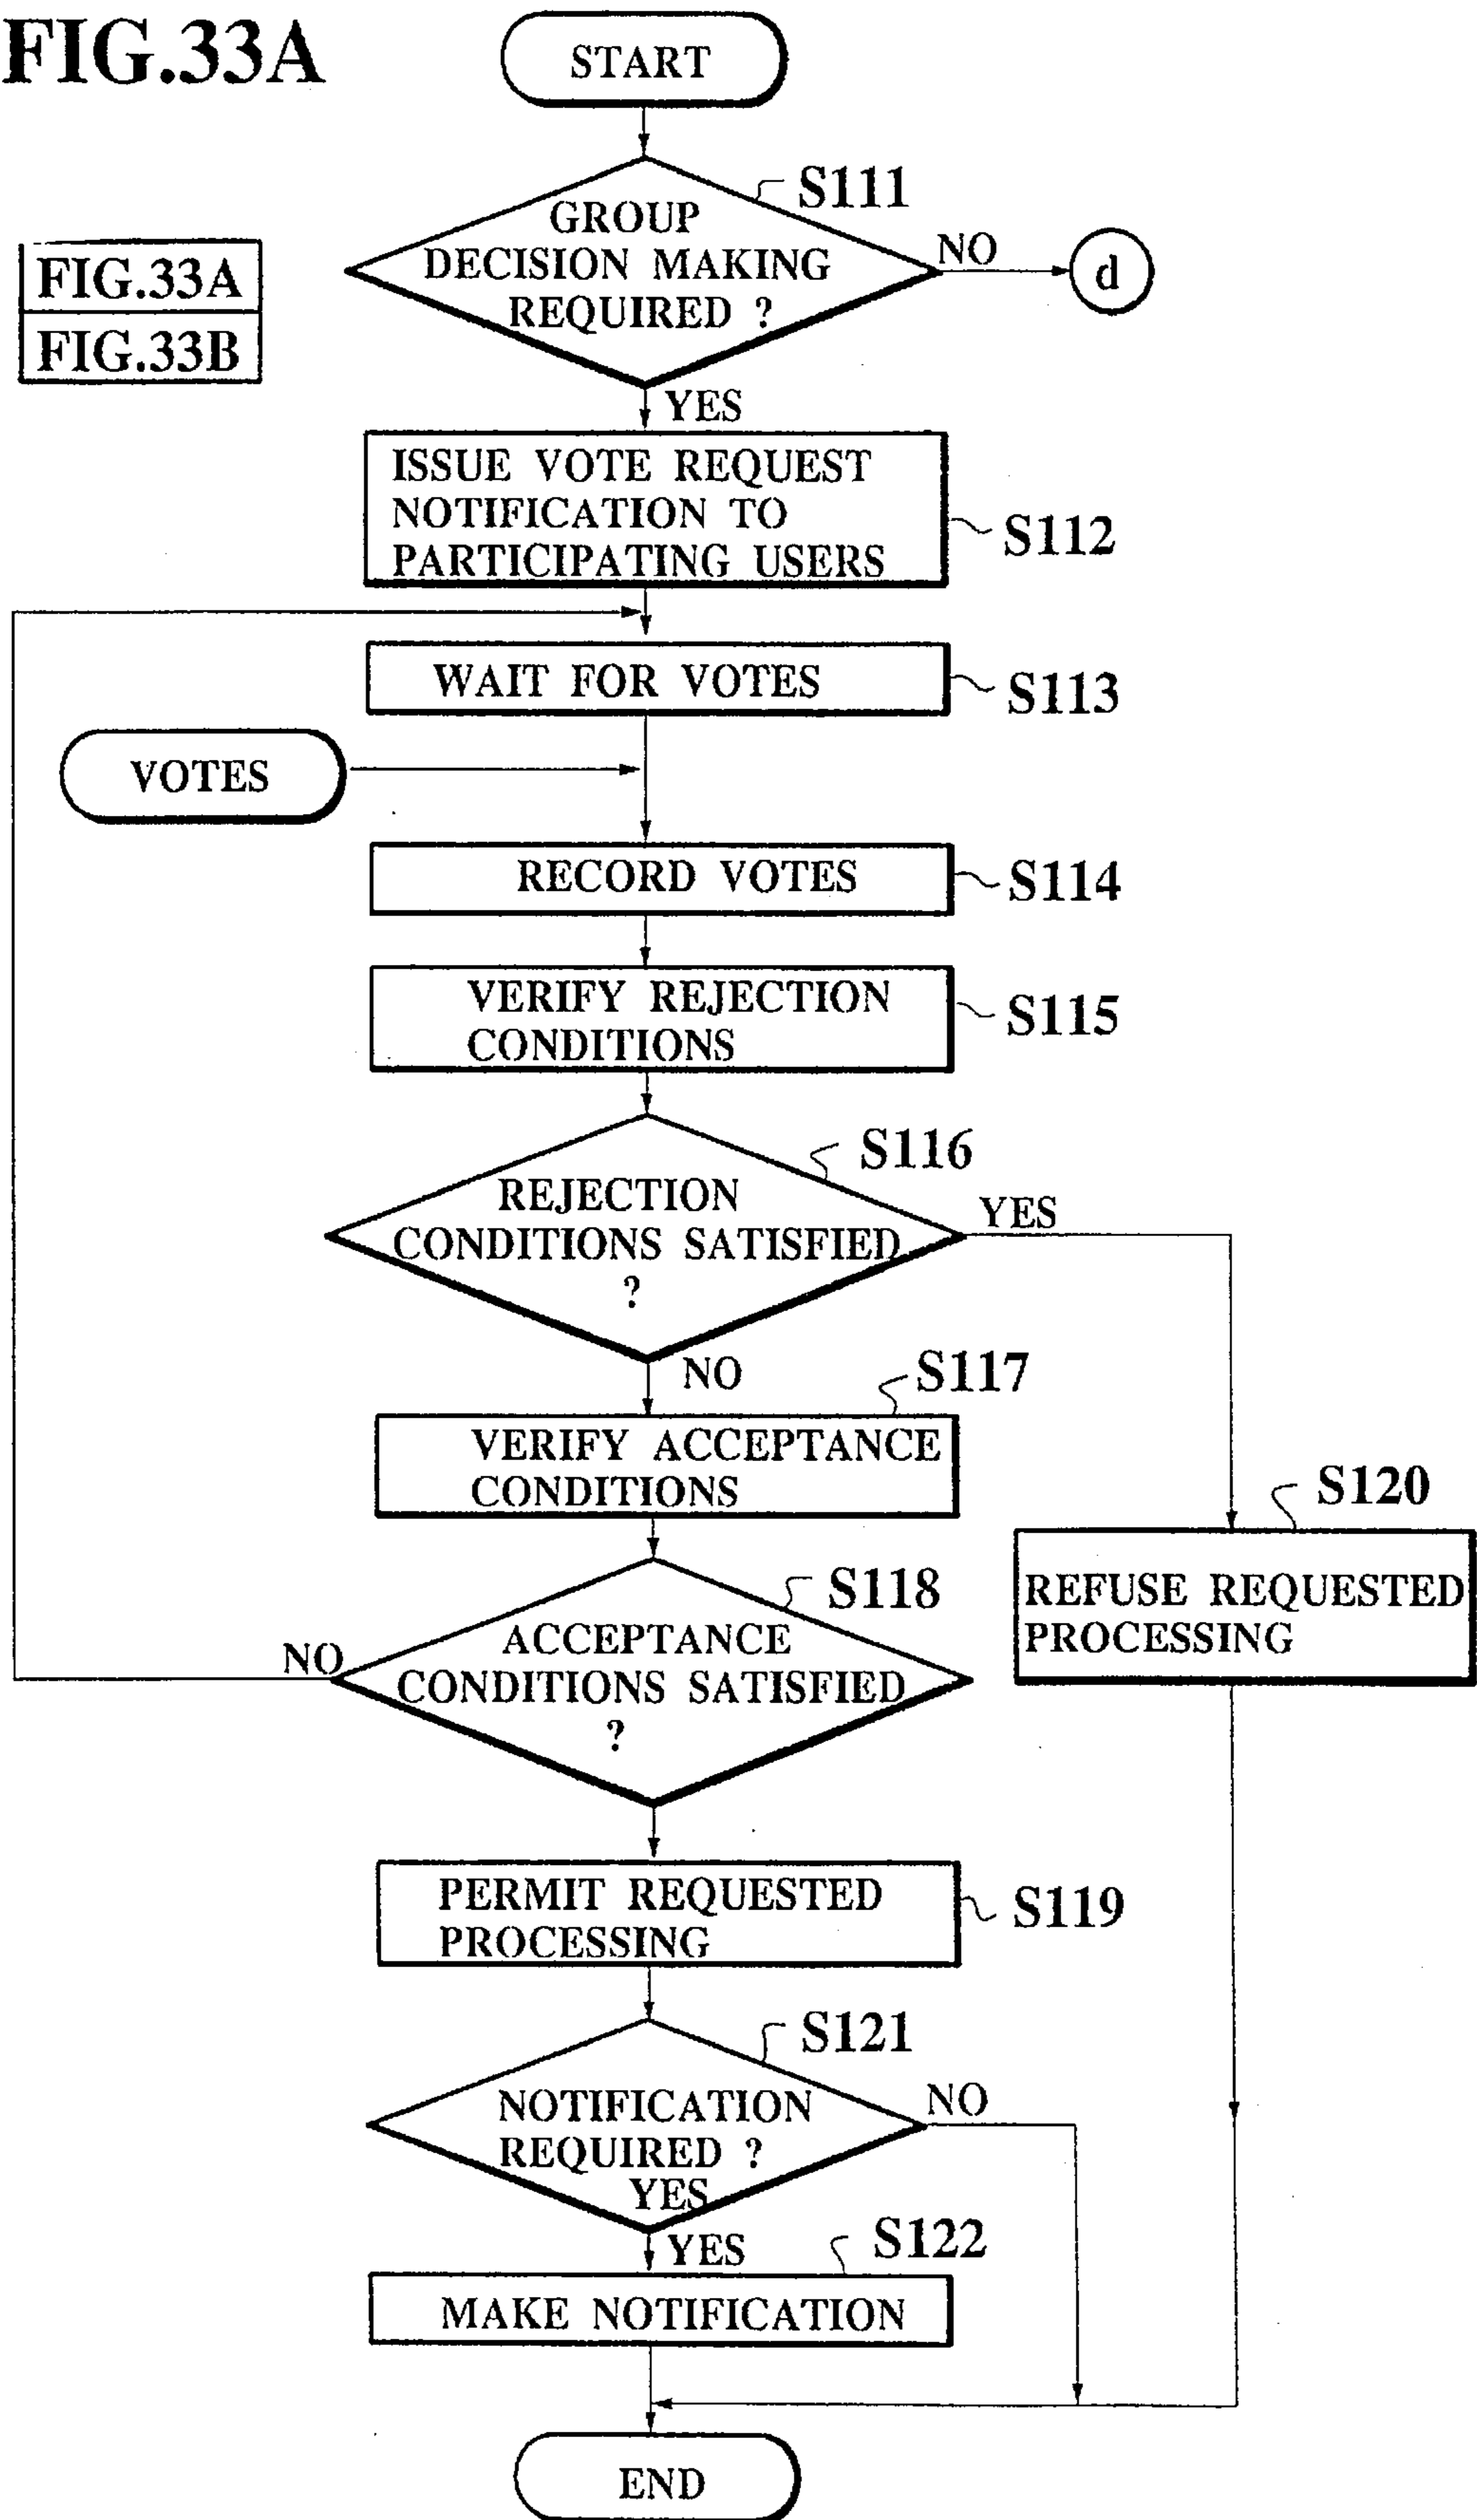 FIG.33A
START
S111
GROUP
DECISION MAKING
REQUIRED ?
NO
d
FIG.33A
FIG.33B
YES
ISSUE VOTE REQUEST
NOTIFICATION TO
PARTICIPATING USERS
S112
WAIT FOR VOTES
S113
VOTES
RECORD VOTES
S114
VERIFY REJECTION
CONDITIONS
S115
S116
REJECTION
CONDITIONS SATISFIED
?
YES
NO
S117
VERIFY ACCEPTANCE
CONDITIONS
S120
REFUSE REQUESTED
PROCESSING
S118
ACCEPTANCE
CONDITIONS SATISFIED
?
NO
PERMIT REQUESTED
PROCESSING
S119
S121
NOTIFICATION
REQUIRED ?
YES
NO
YES
S122
MAKE NOTIFICATION
END